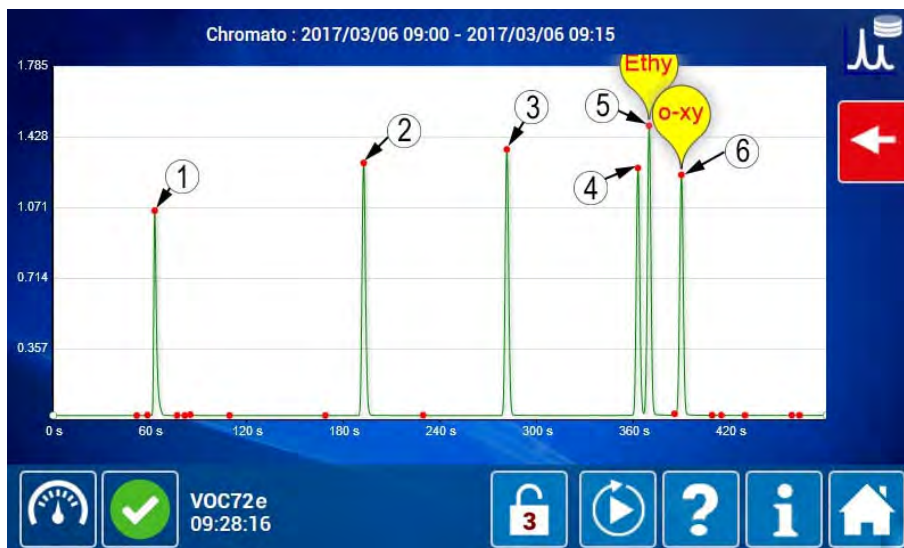 Chromato : 2017/03/06 09:00 - 2017/03/06 09:15
1.785
1.428
1.071
0.714
0.357
Ethy
o-xy
1
2
3
4
5
6
0 s 60 s 120 s 180 s 240 s 300 s 360 s 420 s
VOC72e
09:28:16
3
?
i